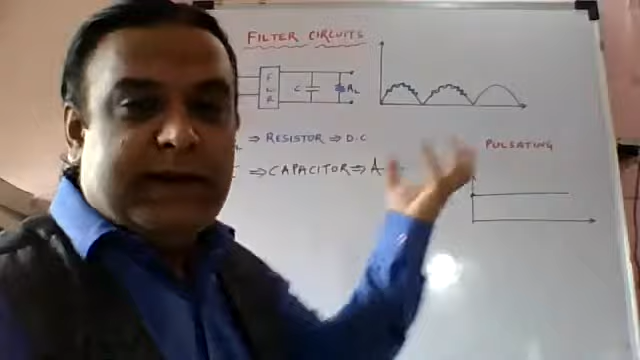 FILTER CIRCUITS
F
W
R
C
RL
⇒ RESISTOR ⇒ D.C
PULSATING
⇒ CAPACITOR ⇒ A